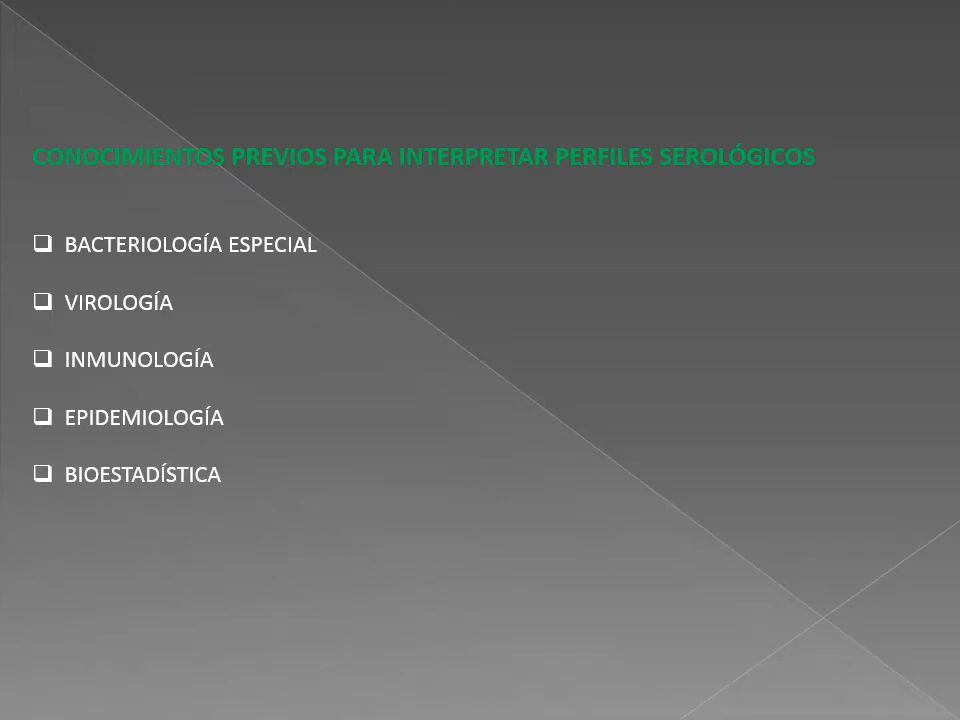 CONOCIMIENTOS PREVIOS PARA INTERPRETAR PERFILES SEROLÓGICOS
❑ BACTERIOLOGÍA ESPECIAL
❑ VIROLOGÍA
❑ INMUNOLOGÍA
❑ EPIDEMIOLOGÍA
❑ BIOESTADÍSTICA